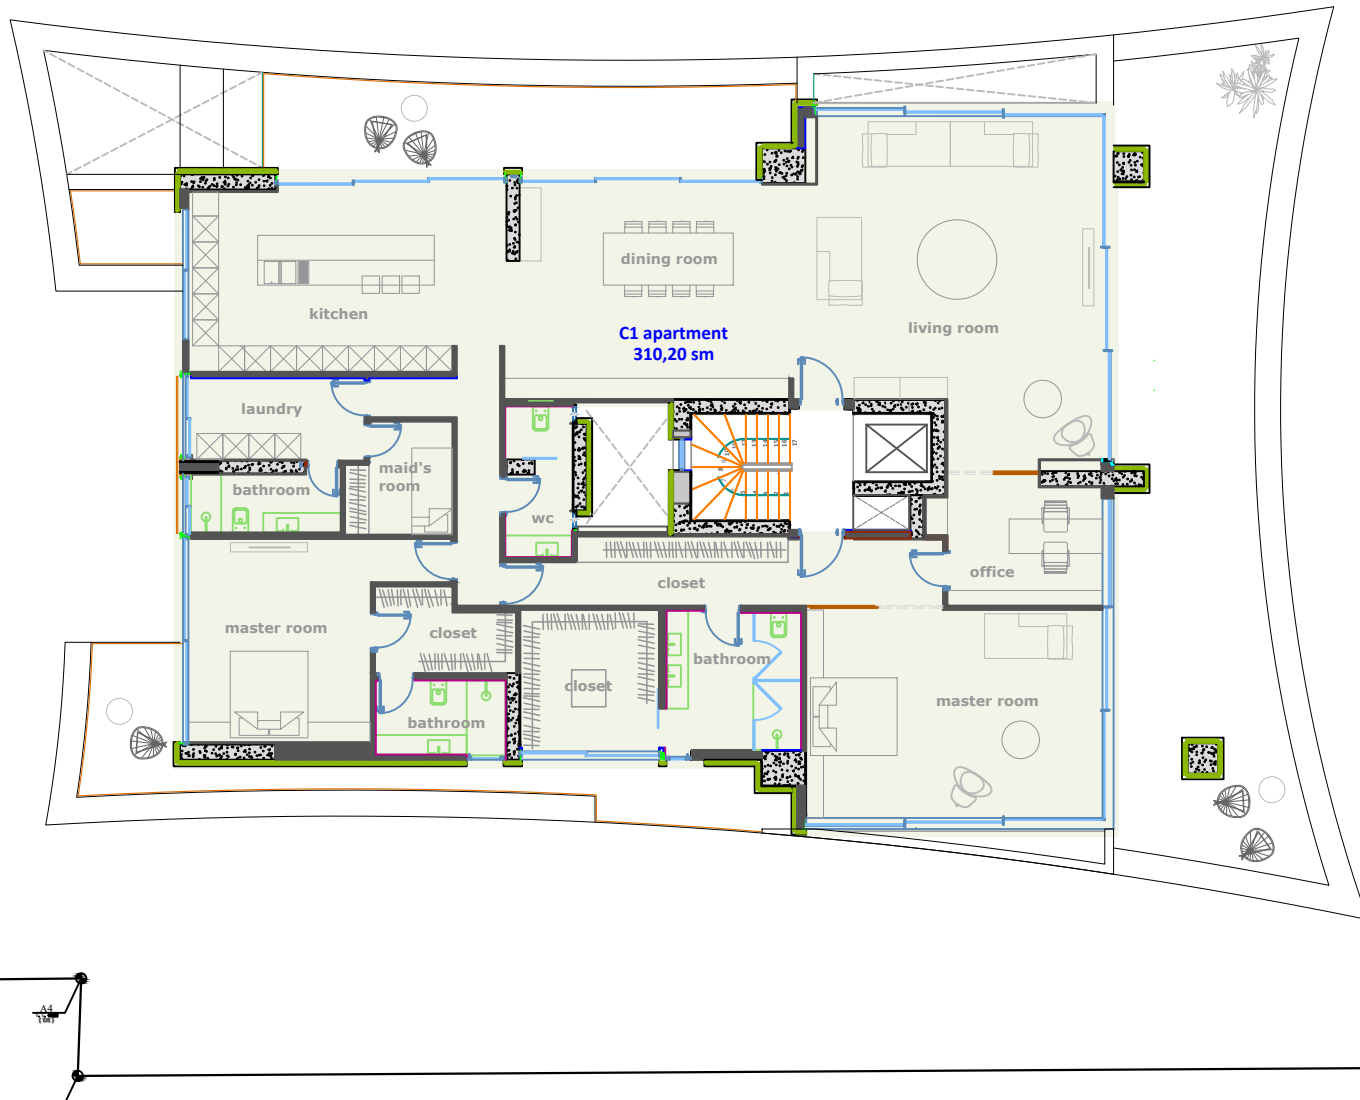 dining room
kitchen
living room
C1 apartment
310,20 sm
laundry
maid's
room
bathroom
wc
closet
office
master room
closet
bathroom
closet
master room
bathroom
A4